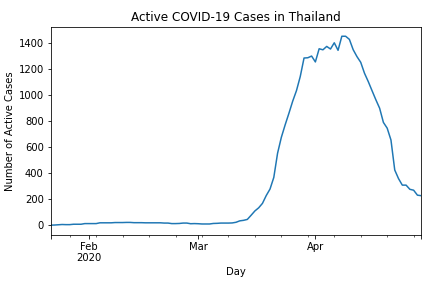 Active COVID-19 Cases in Thailand
Number of Active Cases
1400
1200
1000
800
600
400
200
0
Feb
2020
Mar
Apr
Day